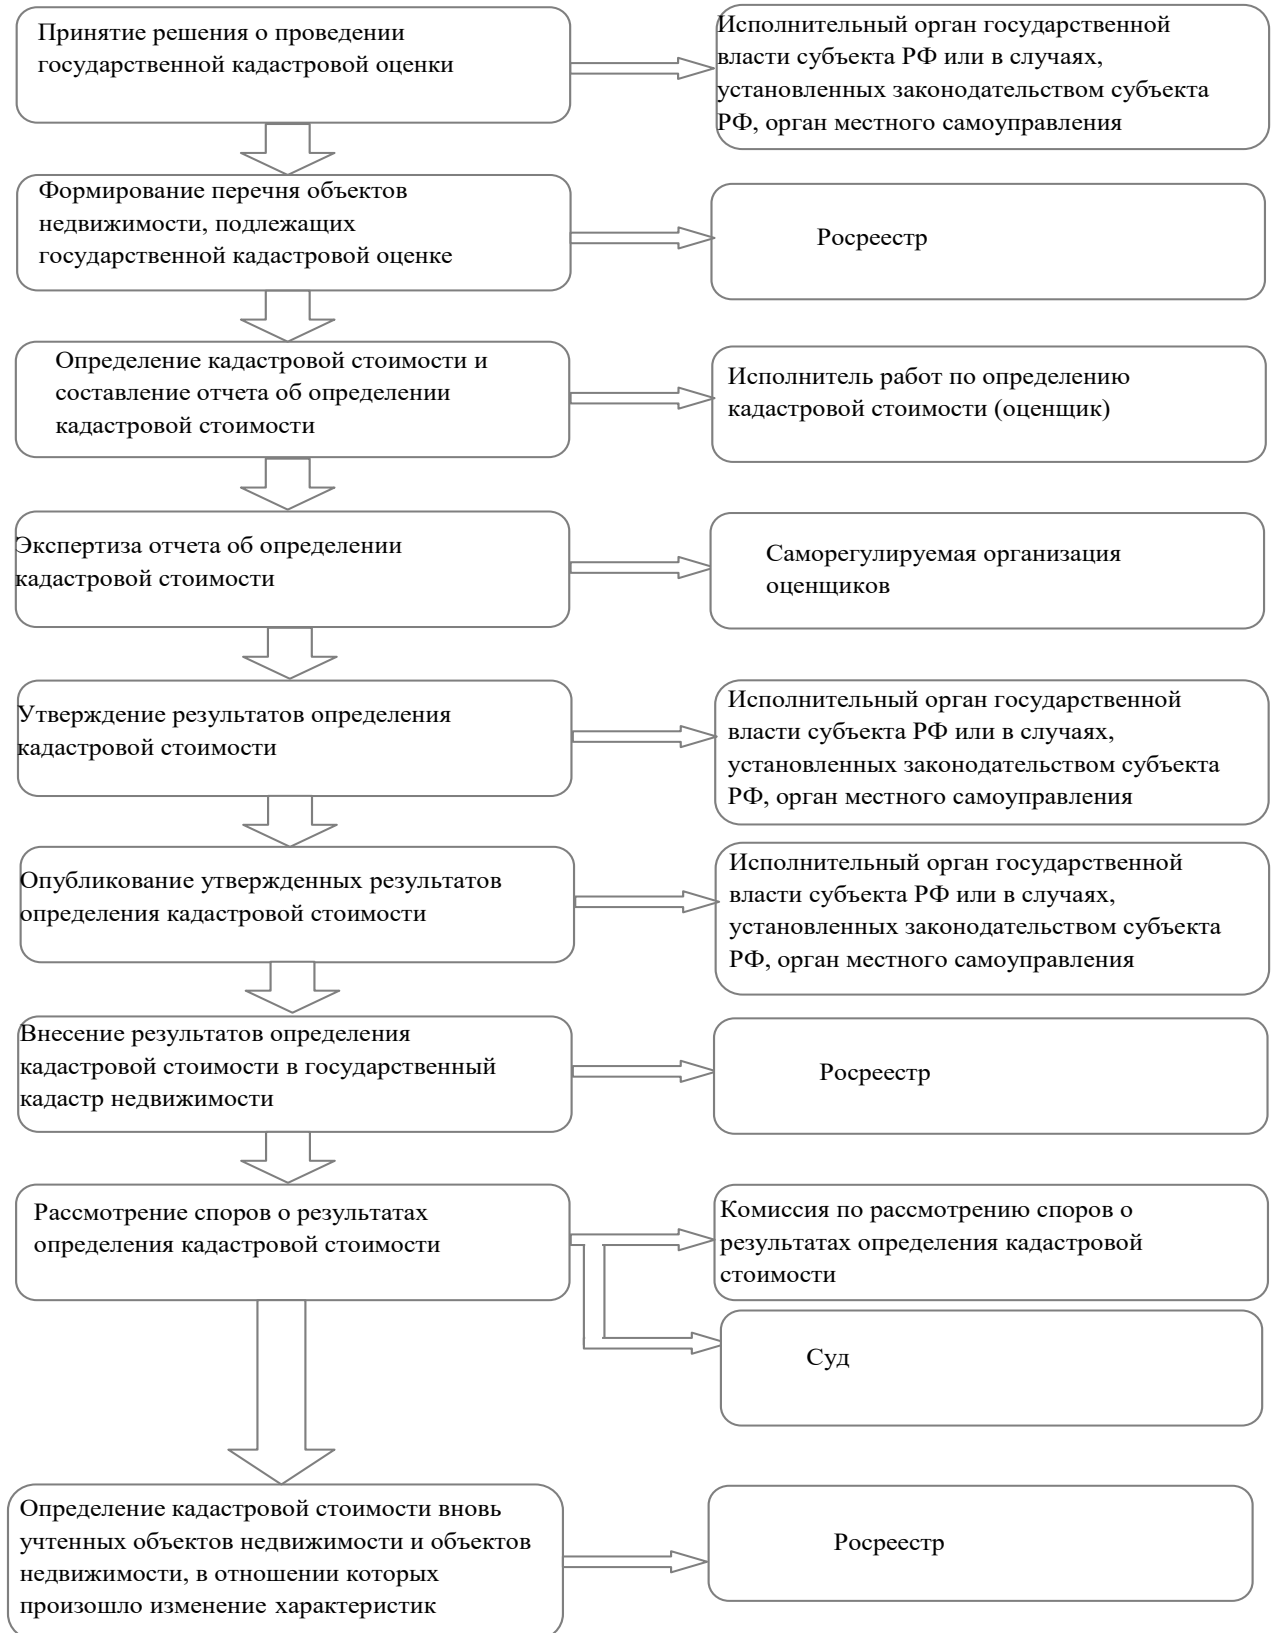 Принятие решения о проведении
государственной кадастровой оценки
Исполнительный орган государственной
власти субъекта РФ или в случаях,
установленных законодательством субъекта
РФ, орган местного самоуправления
Формирование перечня объектов
недвижимости, подлежащих
государственной кадастровой оценке
Росреестр
Определение кадастровой стоимости и
составление отчета об определении
кадастровой стоимости
Исполнитель работ по определению
кадастровой стоимости (оценщик)
Экспертиза отчета об определении
кадастровой стоимости
Саморегулируемая организация
оценщиков
Утверждение результатов определения
кадастровой стоимости
Исполнительный орган государственной
власти субъекта РФ или в случаях,
установленных законодательством субъекта
РФ, орган местного самоуправления
Опубликование утвержденных результатов
определения кадастровой стоимости
Исполнительный орган государственной
власти субъекта РФ или в случаях,
установленных законодательством субъекта
РФ, орган местного самоуправления
Внесение результатов определения
кадастровой стоимости в государственный
кадастр недвижимости
Росреестр
Рассмотрение споров о результатах
определения кадастровой стоимости
Комиссия по рассмотрению споров о
результатах определения кадастровой
стоимости
Суд
Определение кадастровой стоимости вновь
учтенных объектов недвижимости и объектов
недвижимости, в отношении которых
произошло изменение характеристик
Росреестр